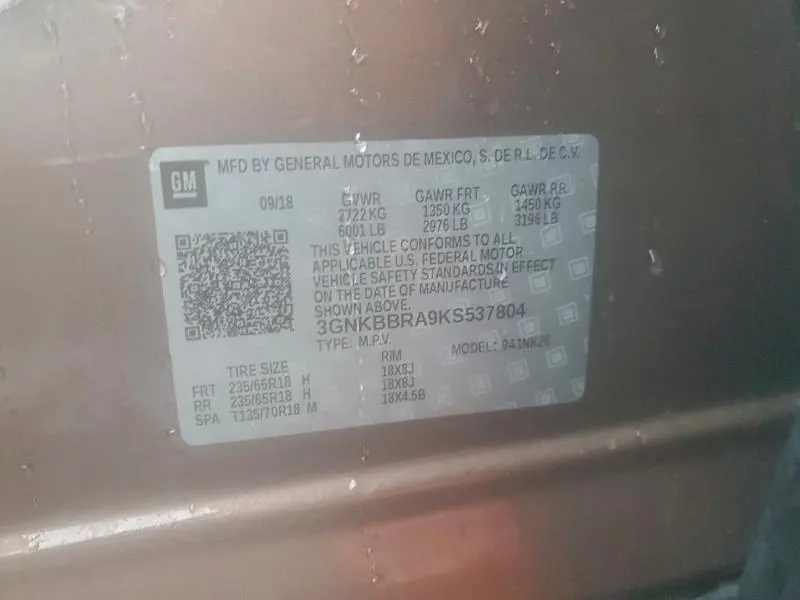 GM
MFD BY GENERAL MOTORS DE MEXICO, S. DE R.L. DE C.V.
09/18 GVWR GAWR FRT GAWR RR
2722 KG 1350 KG 1450 KG
6001 LB 2976 LB 3196 LB
THIS VEHICLE CONFORMS TO ALL
APPLICABLE U.S. FEDERAL MOTOR
VEHICLE SAFETY STANDARDS IN EFFECT
ON THE DATE OF MANUFACTURE
SHOWN ABOVE.
3GNKBBRA9KS537804
TYPE: M.P.V. MODEL: 941NK26
TIRE SIZE RIM
FRT 235/65R18 H 18X8J
RR 235/65R18 H 18X8J
SPA T135/70R18 M 18X4.5B